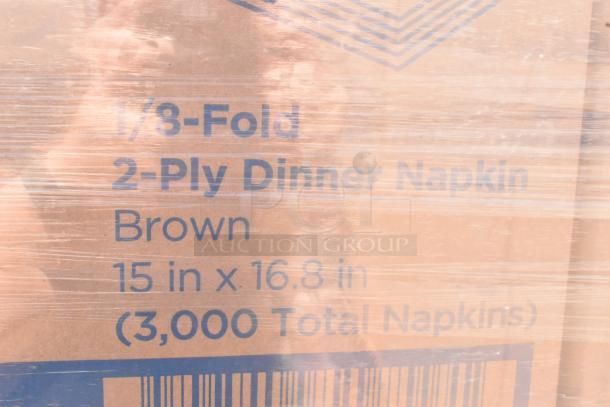 1/8-Fold
2-Ply Dinner Napkin
Brown
PCI
AUCTION GROUP
15 in x 16.8 in
(3,000 Total Napkins)